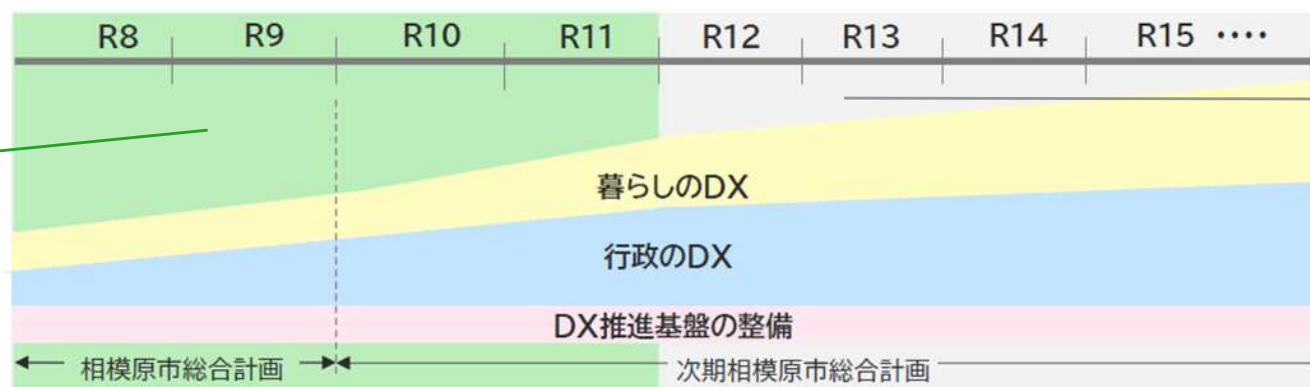 R8 R9 R10 R11 R12 R13 R14 R15 ････
暮らしのDX
行政のDX
DX推進基盤の整備
相模原市総合計画 次期相模原市総合計画